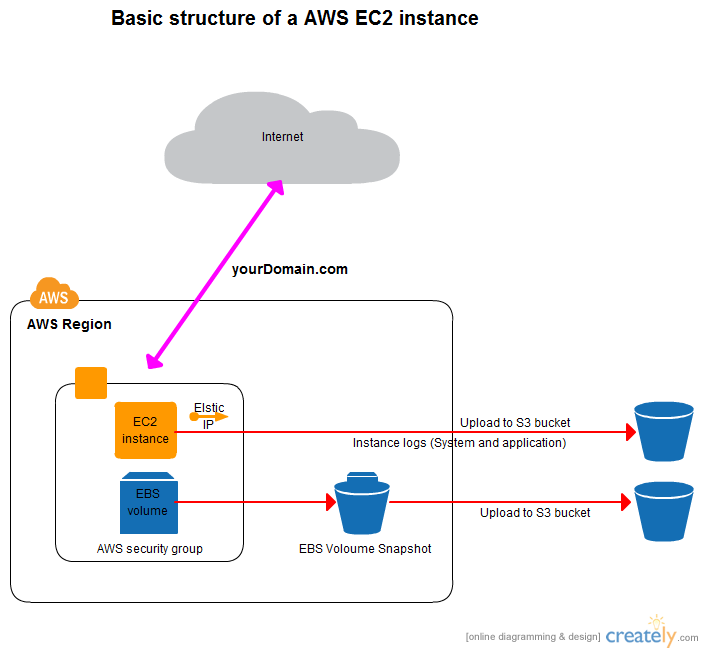 Basic structure of a AWS EC2 instance
Internet
yourDomain.com
AWS
AWS Region
Elstic
IP
EC2
instance
Upload to S3 bucket
Instance logs (System and application)
EBS
volume
Upload to S3 bucket
AWS security group
EBS Voloume Snapshot
[online diagramming & design] creately.com